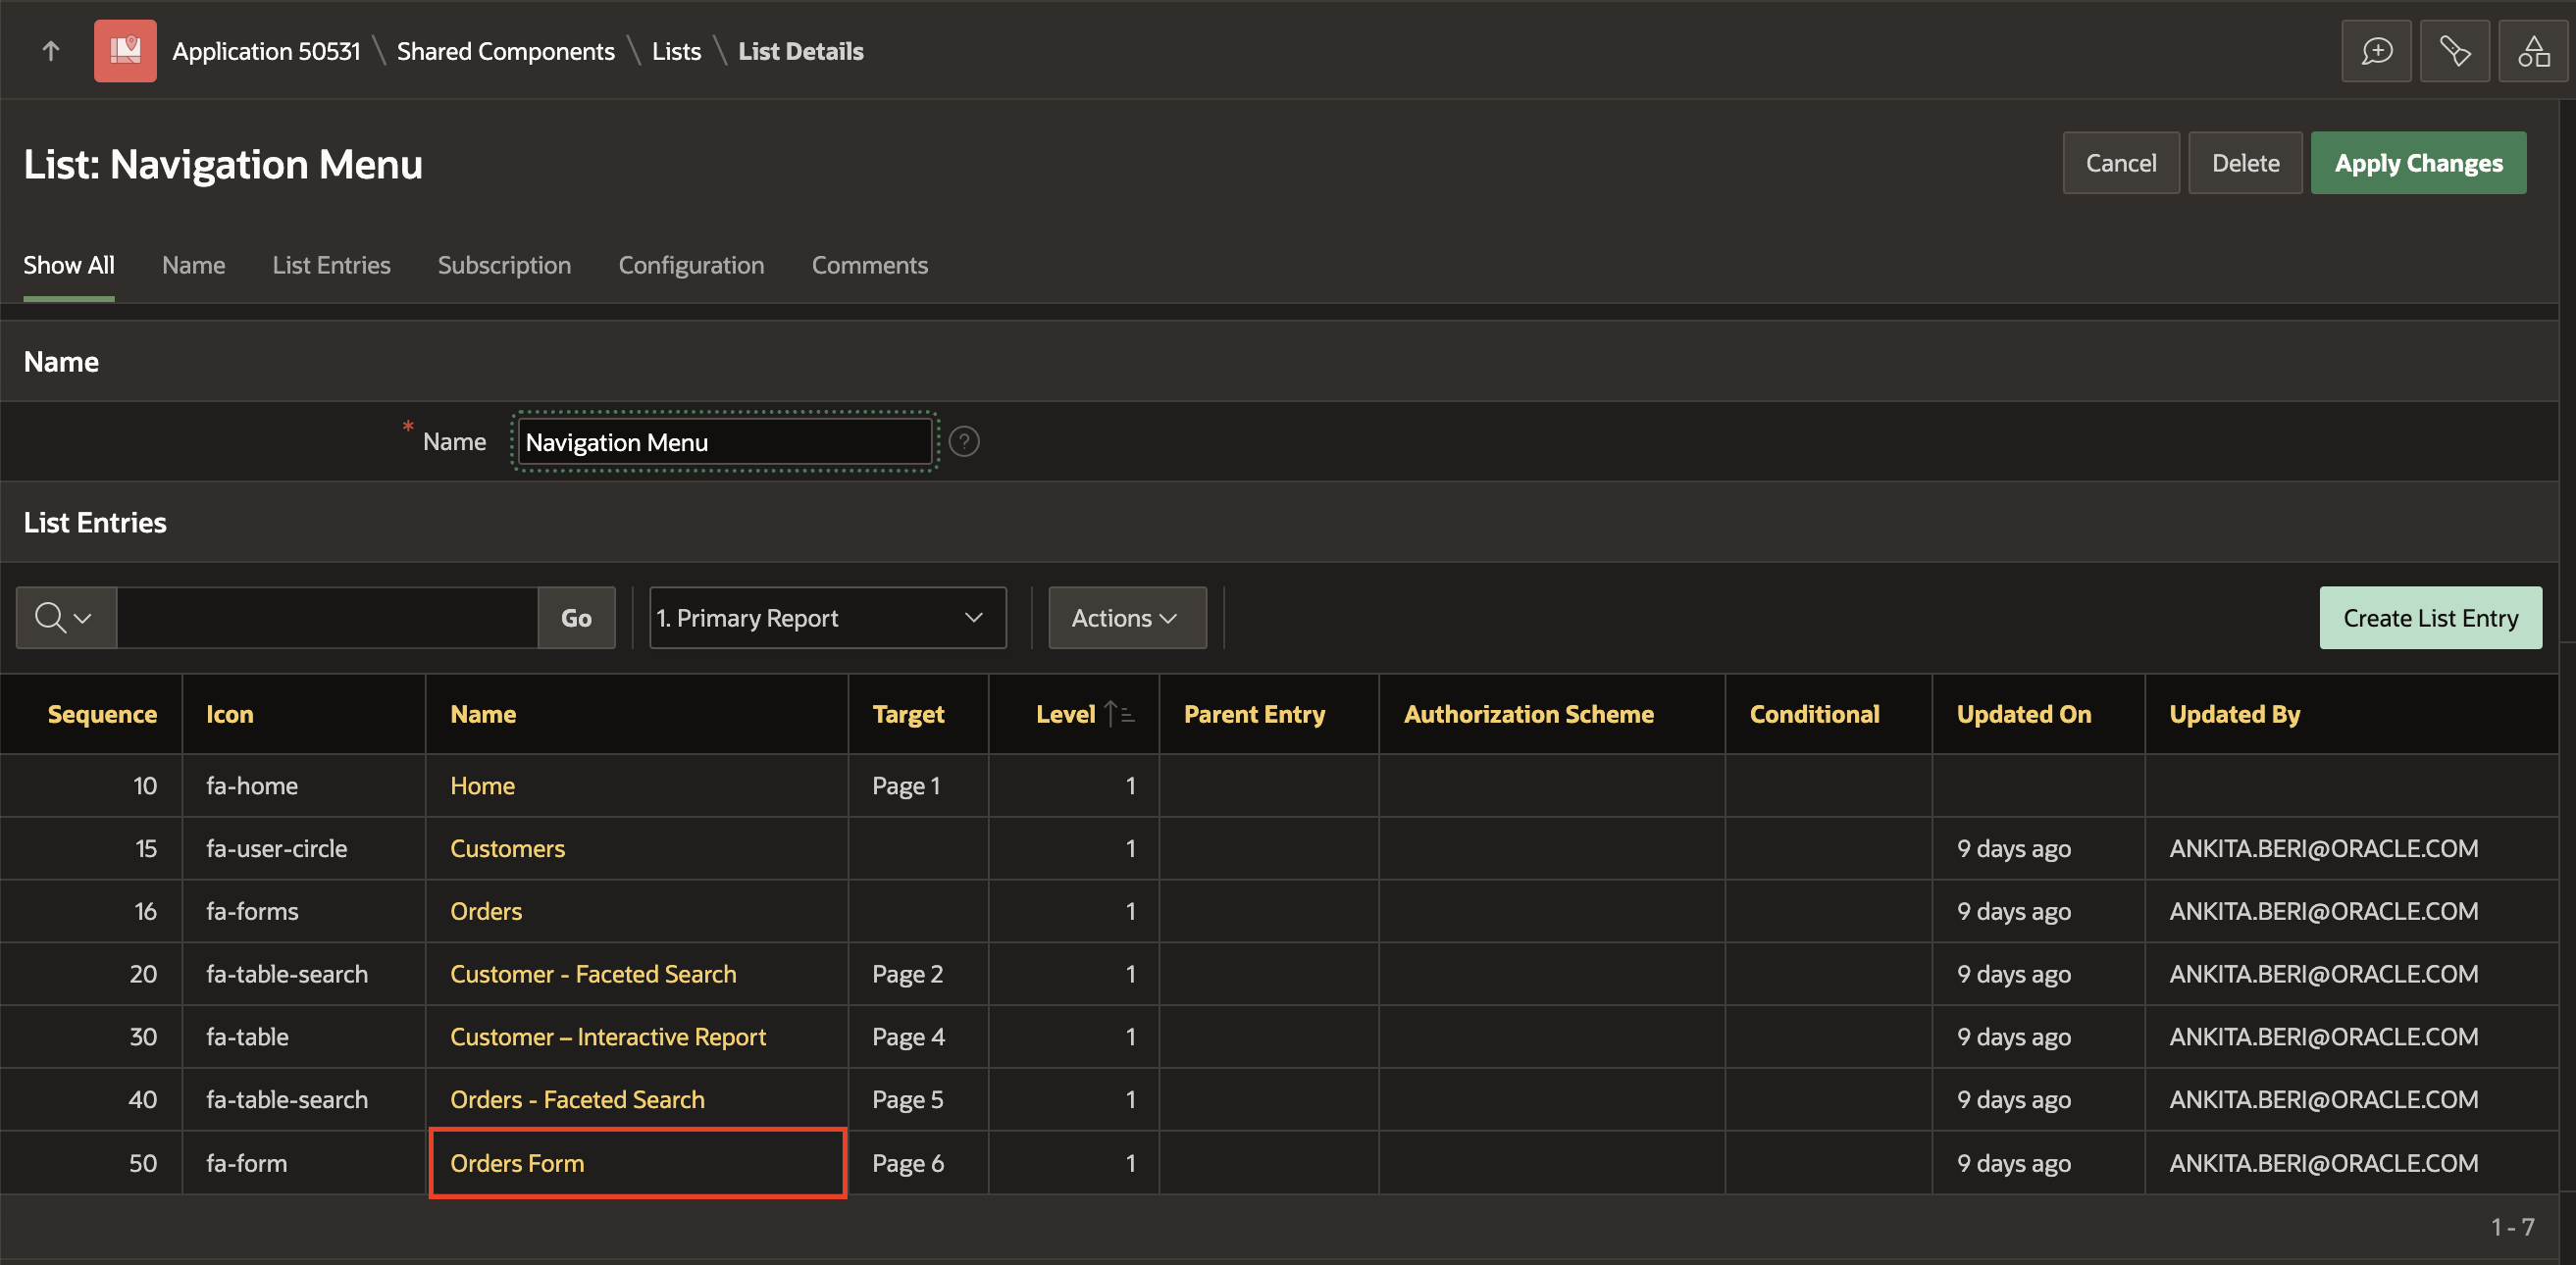 Application 50531 \ Shared Components \ Lists \ List Details
List: Navigation Menu
Cancel Delete Apply Changes
Show All Name List Entries Subscription Configuration Comments
Name
* Name Navigation Menu ?
List Entries
Go 1. Primary Report Actions Create List Entry
Sequence Icon Name Target Level Parent Entry Authorization Scheme Conditional Updated On Updated By
10 fa-home Home Page 1 1
15 fa-user-circle Customers 1 9 days ago ANKITA.BERI@ORACLE.COM
16 fa-forms Orders 1 9 days ago ANKITA.BERI@ORACLE.COM
20 fa-table-search Customer - Faceted Search Page 2 1 9 days ago ANKITA.BERI@ORACLE.COM
30 fa-table Customer – Interactive Report Page 4 1 9 days ago ANKITA.BERI@ORACLE.COM
40 fa-table-search Orders - Faceted Search Page 5 1 9 days ago ANKITA.BERI@ORACLE.COM
50 fa-form Orders Form Page 6 1 9 days ago ANKITA.BERI@ORACLE.COM
1 - 7